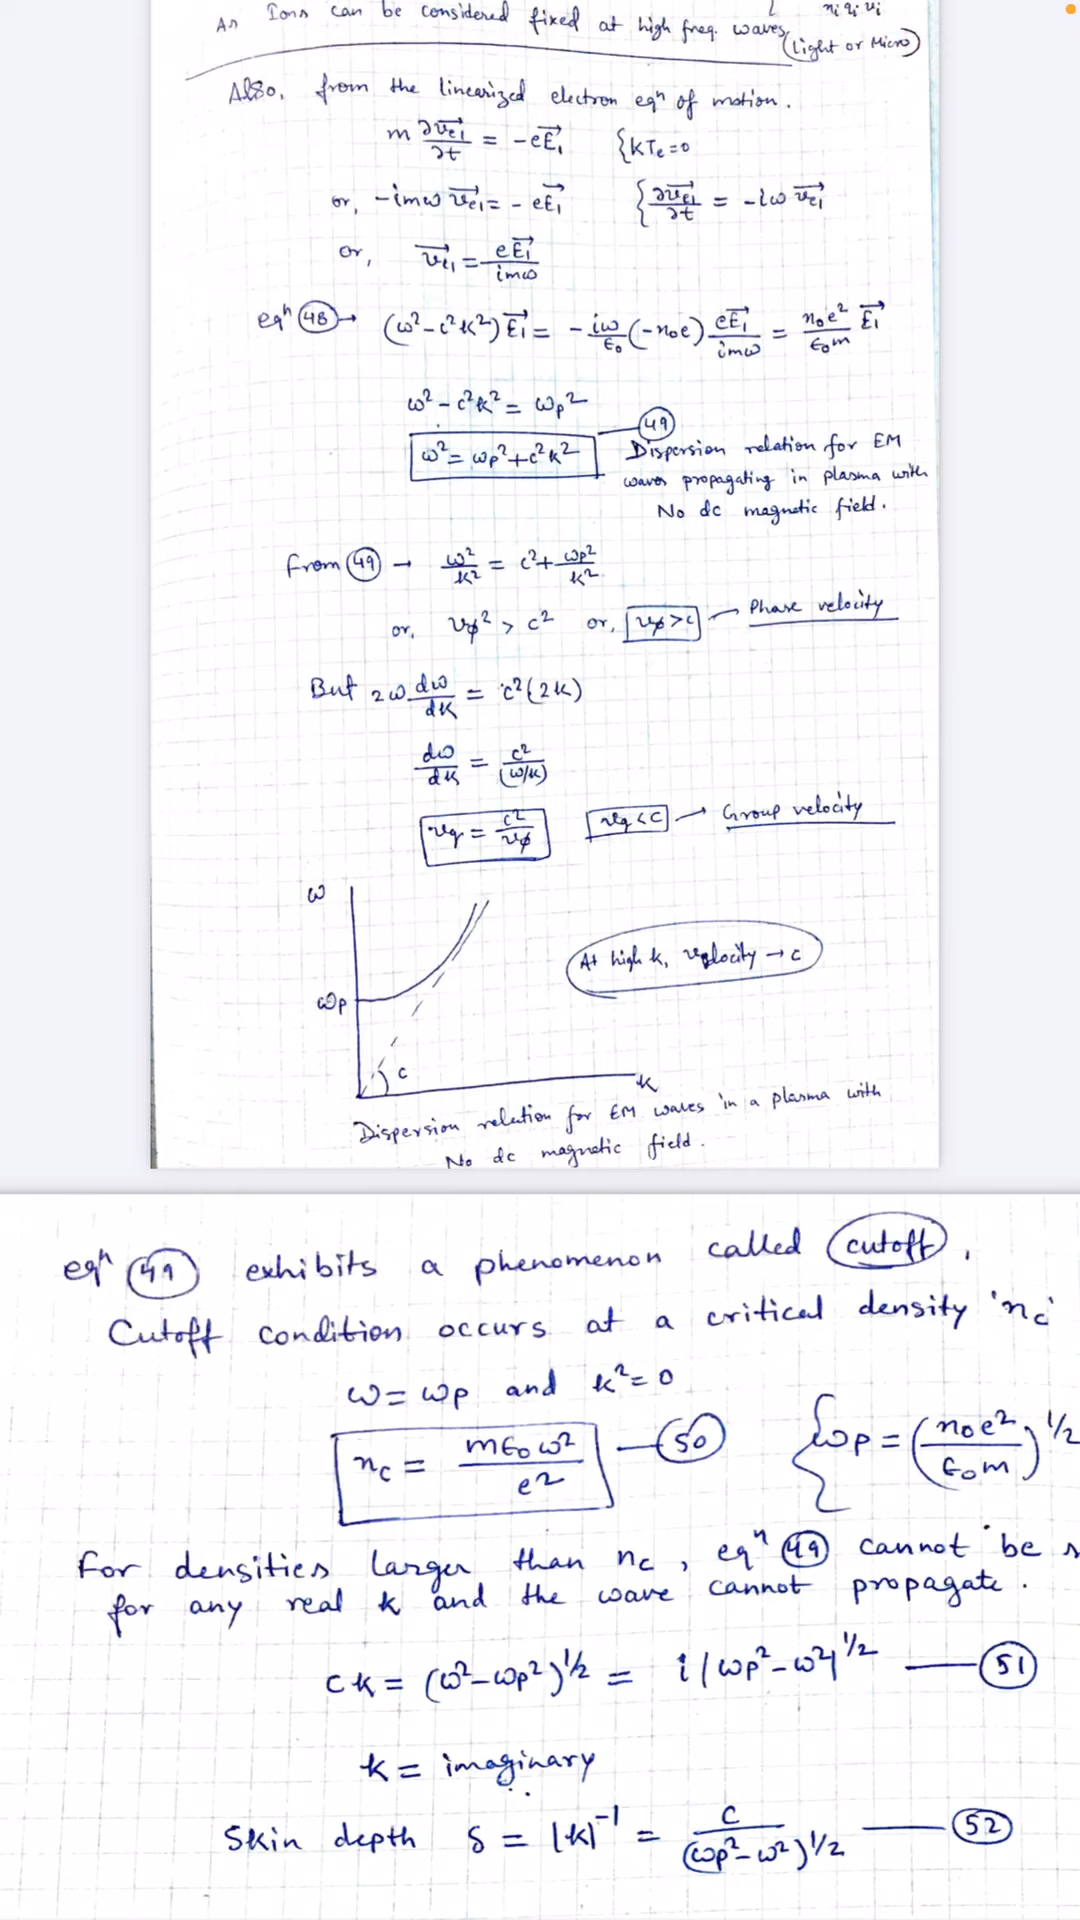 nᵢ qᵢ vᵢ
As Ions can be considered fixed at high freq. waves (Light or Micro)
Also, from the linearized electron eqⁿ of motion.
m ∂v⃗e₁/∂t = -eE⃗₁ {KTe=0
or, -imω v⃗e₁ = - eE⃗₁ {∂v⃗e₁/∂t = -iω v⃗e₁
or, v⃗e₁ = eE⃗₁/imω
eqⁿ (48) → (ω² - c²k²) E⃗₁ = - iω/ε₀ (-n₀e) eE⃗₁/imω = n₀e²/ε₀m E⃗₁
ω² - c²k² = ωp²
ω² = ωp² + c²k² — (49)
Dispersion relation for EM
waves propagating in plasma with
No dc magnetic field.
From (49) → ω²/k² = c² + ωp²/k²
or, vϕ² > c² or, vϕ > c → Phase velocity
But 2ω dω/dk = c²(2k)
dω/dk = c²/(ω/k)
vg = c²/vϕ vg < c → Group velocity
ω
At high k, velocity → c
ωp
c
k
Dispersion relation for EM waves in a plasma with
No dc magnetic field.
eqⁿ (49) exhibits a phenomenon called cutoff.
Cutoff condition occurs at a critical density 'nc'
ω = ωp and k² = 0
nc = mε₀ω²/e² — (50) {ωp = (n₀e²/ε₀m)^1/2
For densities larger than nc, eqⁿ (49) cannot be s
for any real k and the wave cannot propagate.
ck = (ω² - ωp²)^1/2 = i|ωp² - ω²|^1/2 — (51)
k = imaginary
Skin depth δ = |k|⁻¹ = c/(ωp² - ω²)^1/2 — (52)